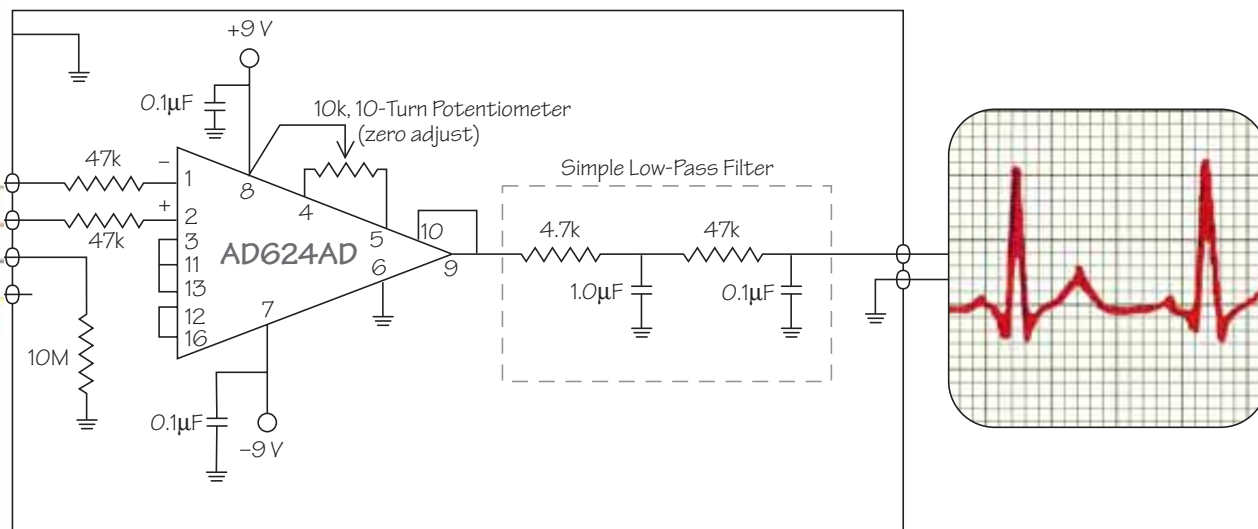 +9 V
0.1µF
10k, 10-Turn Potentiometer
(zero adjust)
47k
−
1
8
4
+
2
47k
3
11
13
12
16
AD624AD
5
10
6
9
7
10M
0.1µF
−9 V
Simple Low-Pass Filter
4.7k
47k
1.0µF
0.1µF